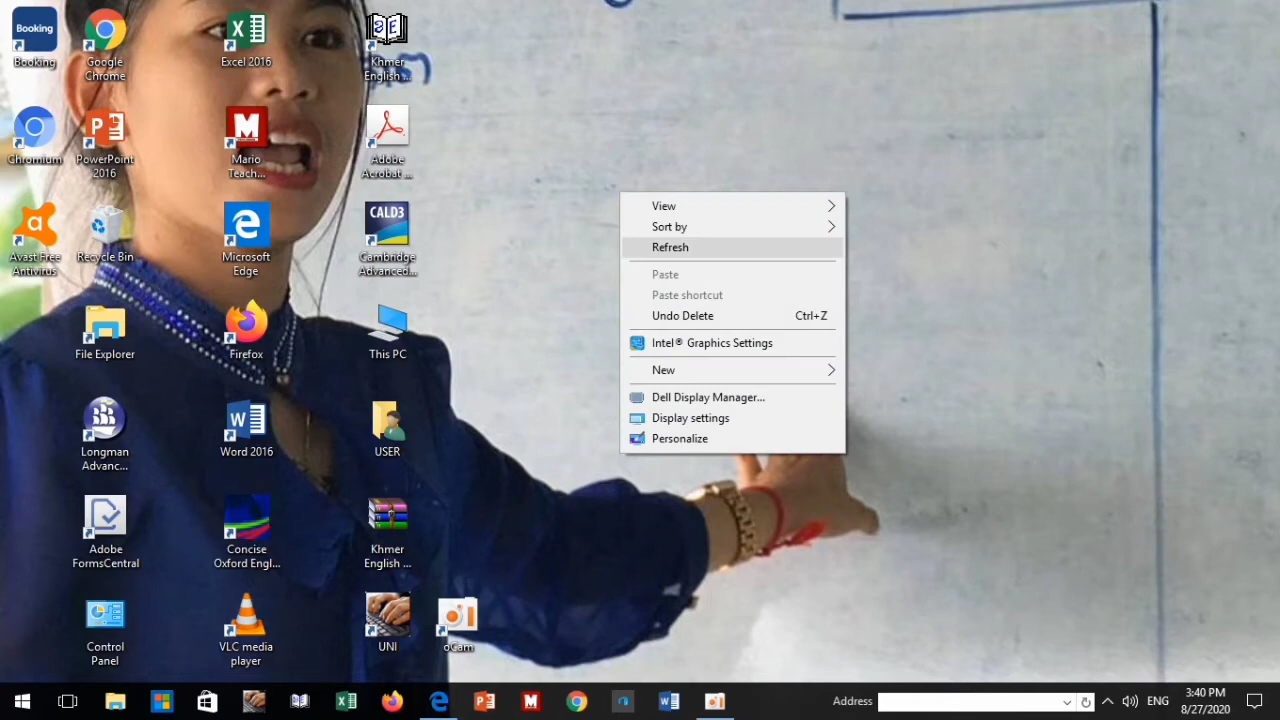 Booking
Google
Chrome
Excel 2016
Khmer
English ...
Chromium
PowerPoint
2016
Mario
Teach...
Adobe
Acrobat ...
Avast Free
Antivirus
Recycle Bin
Microsoft
Edge
CALD3
Cambridge
Advanced...
File Explorer
Firefox
This PC
Longman
Advanc...
Word 2016
USER
Adobe
FormsCentral
Concise
Oxford Engl...
Khmer
English ...
Control
Panel
VLC media
player
UNI
oCam
View
Sort by
Refresh
Paste
Paste shortcut
Undo Delete Ctrl+Z
Intel® Graphics Settings
New
Dell Display Manager...
Display settings
Personalize
Address
ENG
3:40 PM
8/27/2020